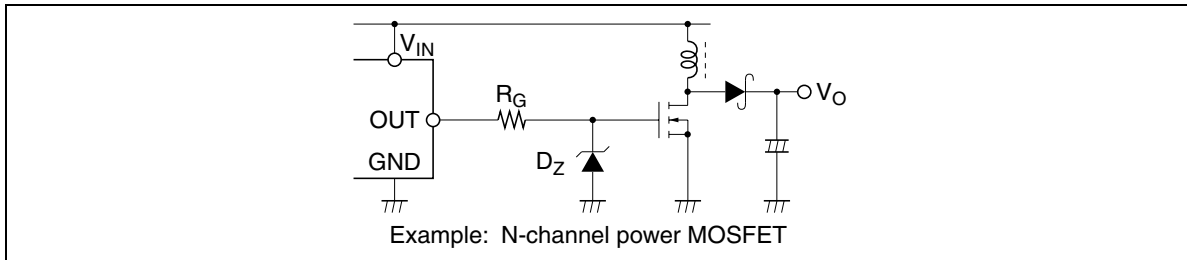 V_IN
R_G
OUT
V_O
GND
D_Z
Example: N-channel power MOSFET